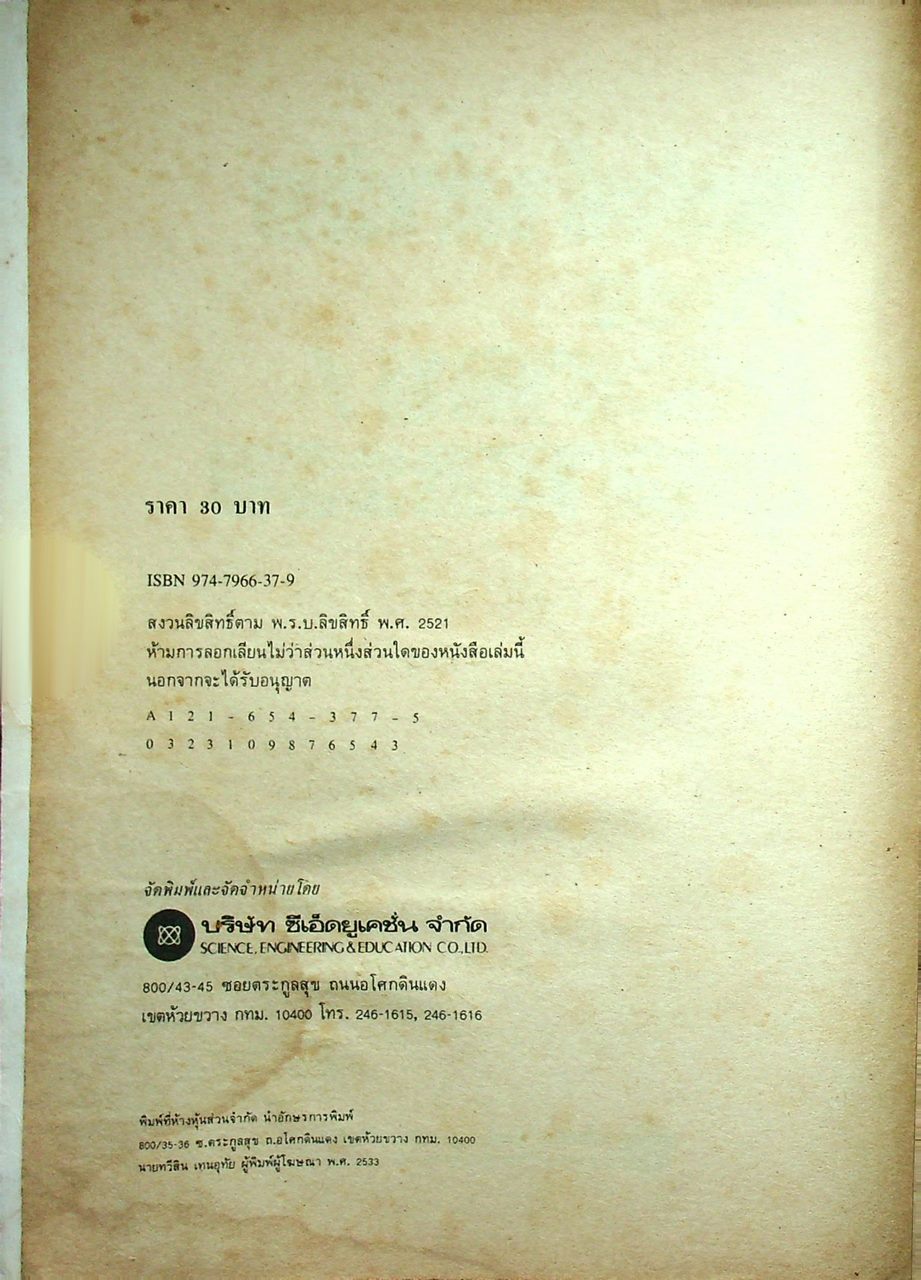 ราคา 30 บาท
ISBN 974-7966-37-9
สงวนลิขสิทธิ์ตาม พ.ร.บ.ลิขสิทธิ์ พ.ศ. 2521
ห้ามการลอกเลียนไม่ว่าส่วนหนึ่งส่วนใดของหนังสือเล่มนี้
นอกจากจะได้รับอนุญาต
A 1 2 1 - 6 5 4 - 3 7 7 - 5
0 3 2 3 1 0 9 8 7 6 5 4 3
จัดพิมพ์และจัดจำหน่ายโดย
บริษัท ซีเอ็ดยูเคชั่น จำกัด
SCIENCE, ENGINEERING & EDUCATION CO.,LTD.
800/43-45 ซอยตระกูลสุข ถนนอโศกดินแดง
เขตห้วยขวาง กทม. 10400 โทร. 246-1615, 246-1616
พิมพ์ที่ห้างหุ้นส่วนจำกัด นำอักษรการพิมพ์
800/35-36 ซ.ตระกูลสุข ถ.อโศกดินแดง เขตห้วยขวาง กทม. 10400
นายทวีสิน เทนอุทัย ผู้พิมพ์ผู้โฆษณา พ.ศ. 2533